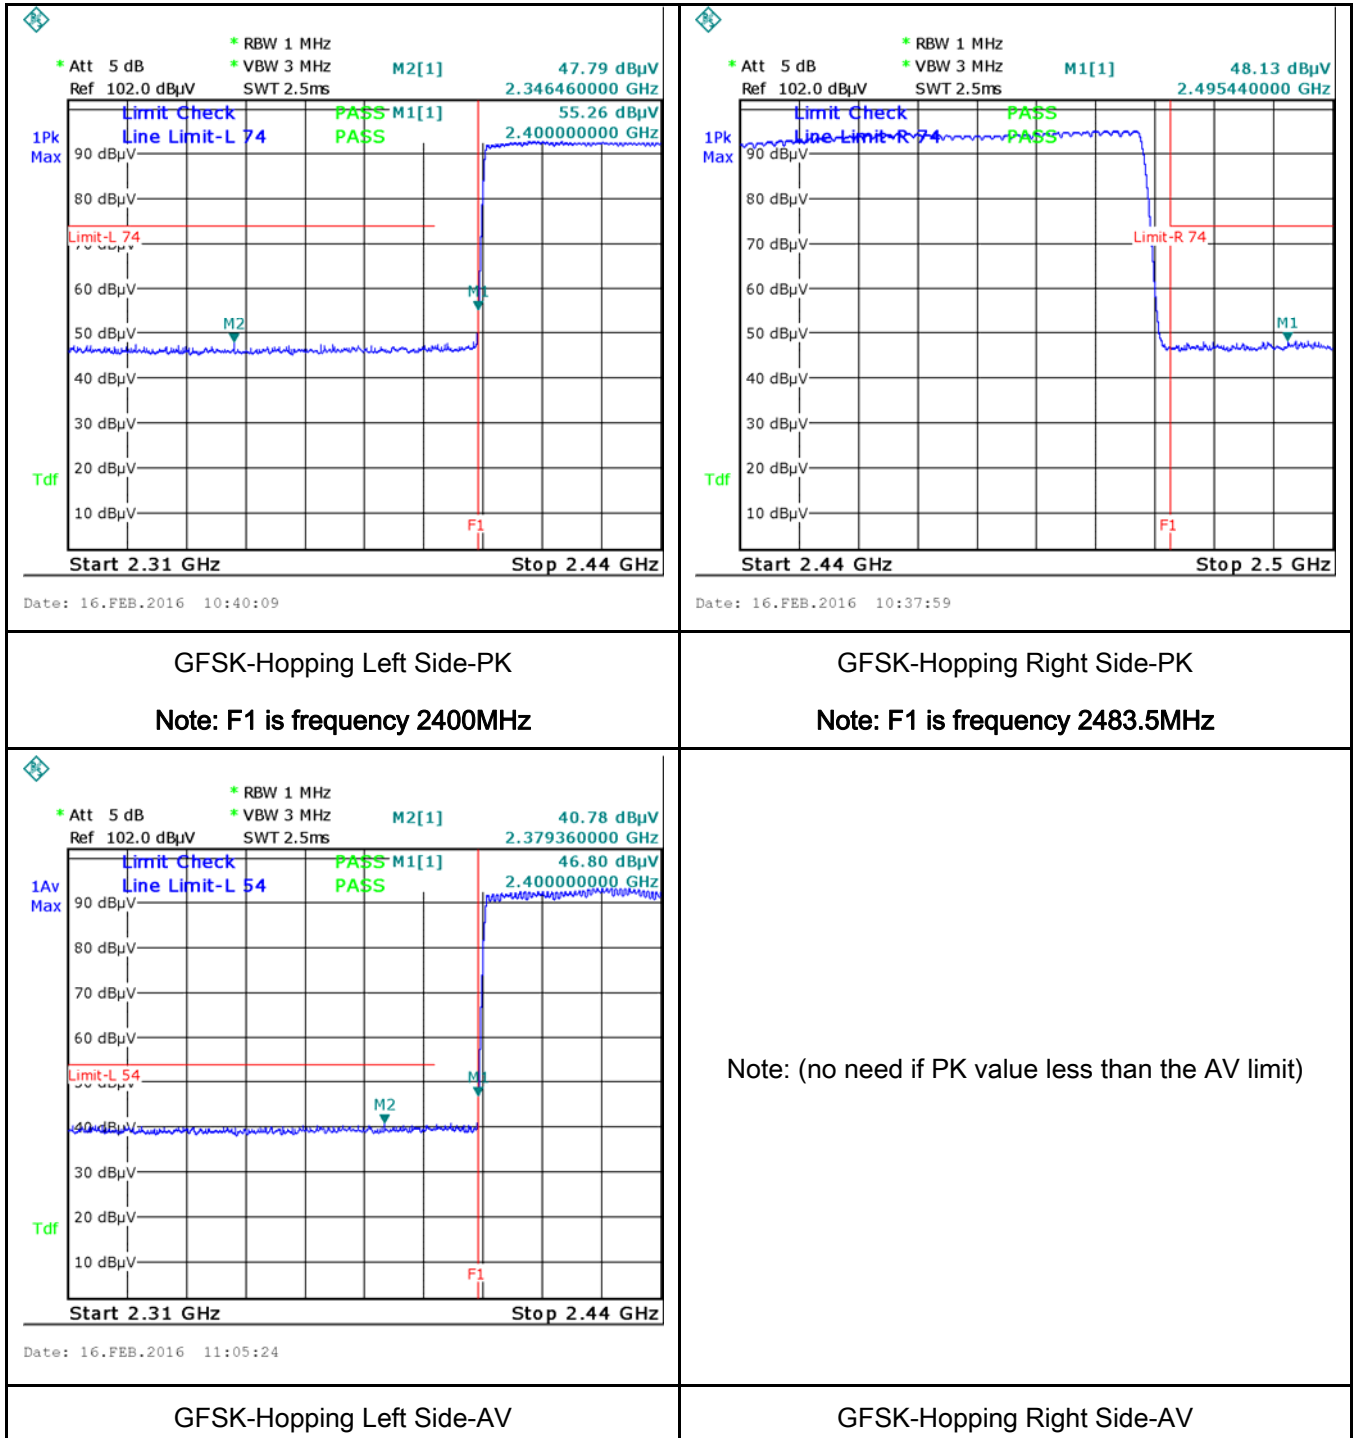 * RBW 1 MHz
* Att 5 dB * VBW 3 MHz M2[1] 47.79 dBµV
Ref 102.0 dBµV SWT 2.5ms 2.346460000 GHz
Limit Check PASS M1[1] 55.26 dBµV
1Pk Line Limit-L 74 PASS 2.400000000 GHz
Max 90 dBµV
80 dBµV
Limit-L 74
70 dBµV
60 dBµV M1
50 dBµV M2
40 dBµV
30 dBµV
Tdf 20 dBµV
10 dBµV
F1
Start 2.31 GHz Stop 2.44 GHz
Date: 16.FEB.2016 10:40:09
* RBW 1 MHz
* Att 5 dB * VBW 3 MHz M1[1] 48.13 dBµV
Ref 102.0 dBµV SWT 2.5ms 2.495440000 GHz
Limit Check PASS
1Pk Line Limit-R 74 PASS
Max 90 dBµV
80 dBµV
70 dBµV Limit-R 74
60 dBµV
50 dBµV M1
40 dBµV
30 dBµV
Tdf 20 dBµV
10 dBµV
F1
Start 2.44 GHz Stop 2.5 GHz
Date: 16.FEB.2016 10:37:59
GFSK-Hopping Left Side-PK
Note: F1 is frequency 2400MHz
GFSK-Hopping Right Side-PK
Note: F1 is frequency 2483.5MHz
* RBW 1 MHz
* Att 5 dB * VBW 3 MHz M2[1] 40.78 dBµV
Ref 102.0 dBµV SWT 2.5ms 2.379360000 GHz
Limit Check PASS M1[1] 46.80 dBµV
1Av Line Limit-L 54 PASS 2.400000000 GHz
Max 90 dBµV
80 dBµV
70 dBµV
60 dBµV
Limit-L 54 M1
50 dBµV
M2
40 dBµV
30 dBµV
Tdf 20 dBµV
10 dBµV
F1
Start 2.31 GHz Stop 2.44 GHz
Date: 16.FEB.2016 11:05:24
Note: (no need if PK value less than the AV limit)
GFSK-Hopping Left Side-AV
GFSK-Hopping Right Side-AV